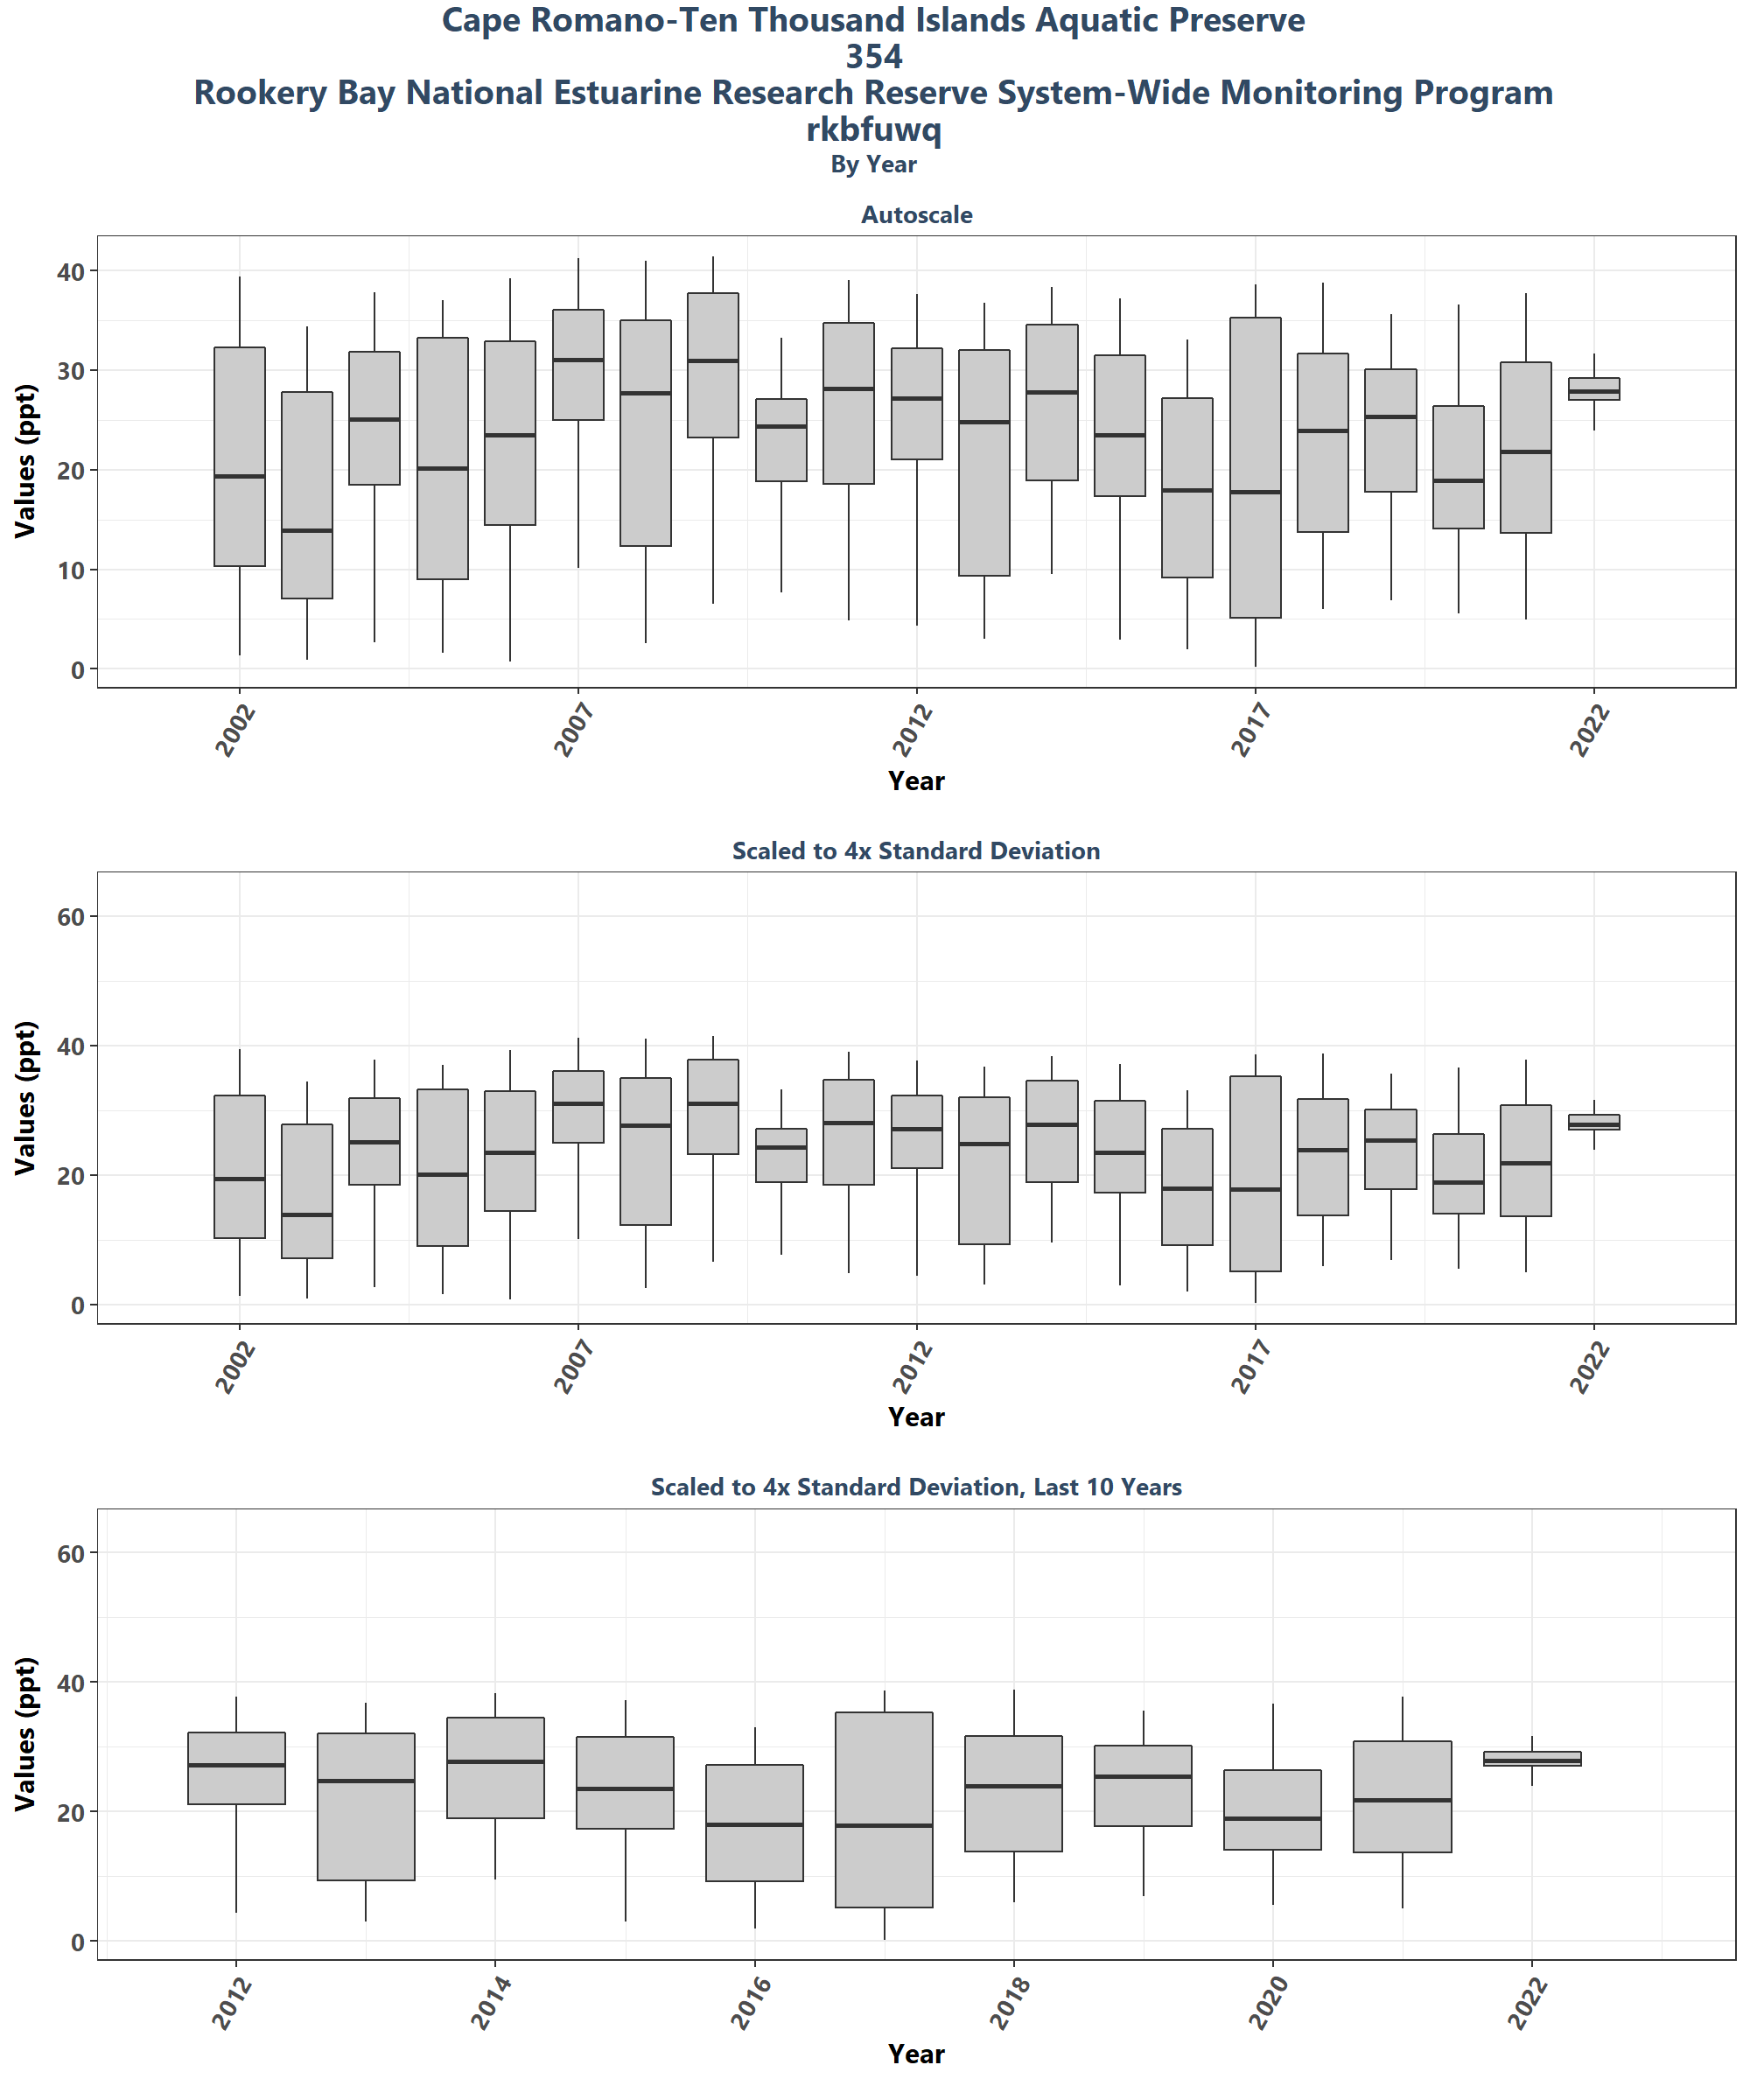 Cape Romano-Ten Thousand Islands Aquatic Preserve
354
Rookery Bay National Estuarine Research Reserve System-Wide Monitoring Program
rkbfuwq
By Year
Autoscale
Values (ppt)
40
30
20
10
0
2002
2007
2012
2017
2022
Year
Scaled to 4x Standard Deviation
Values (ppt)
60
40
20
0
2002
2007
2012
2017
2022
Year
Scaled to 4x Standard Deviation, Last 10 Years
Values (ppt)
60
40
20
0
2012
2014
2016
2018
2020
2022
Year